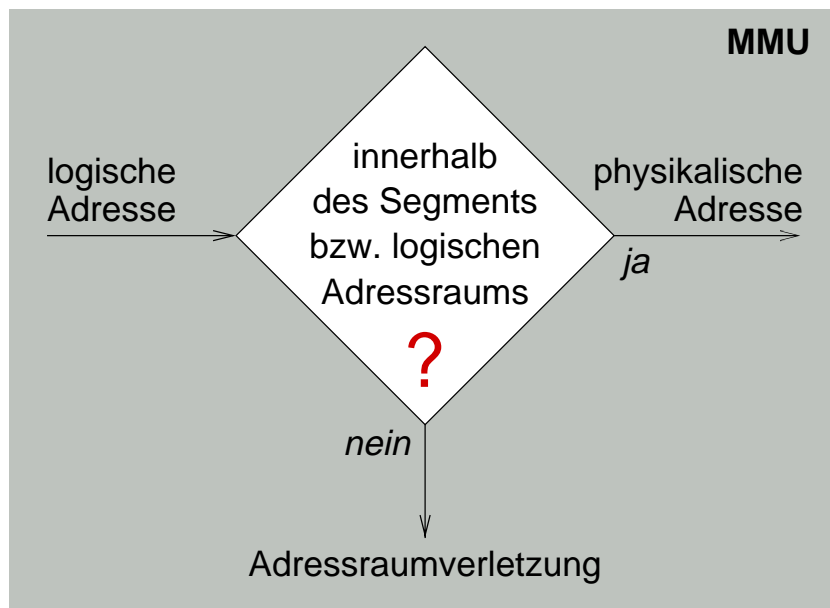 MMU
logische
Adresse
innerhalb
des Segments
bzw. logischen
Adressraums
?
physikalische
Adresse
ja
nein
Adressraumverletzung